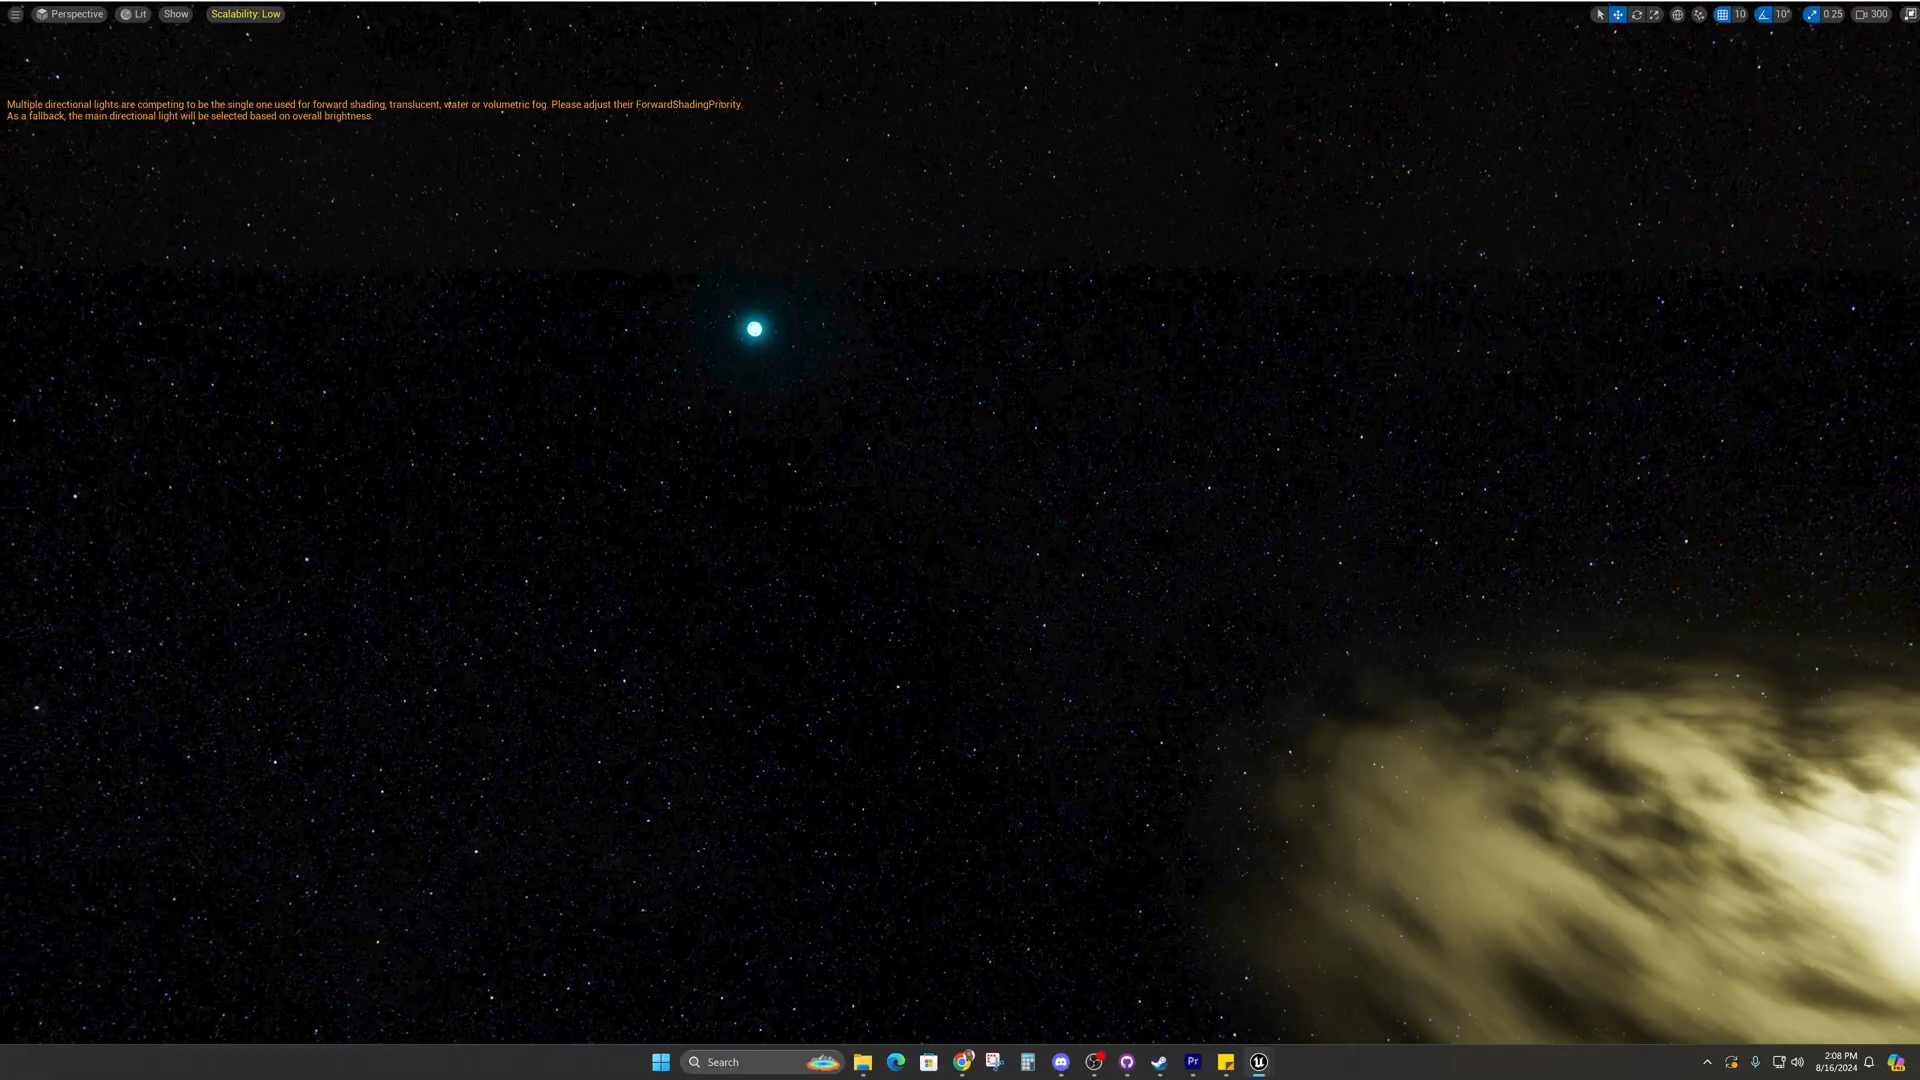 Perspective
Lit
Show
Scalability: Low
10
10°
0.25
300
Multiple directional lights are competing to be the single one used for forward shading, translucent, water or volumetric fog. Please adjust their ForwardShadingPriority.
As a fallback, the main directional light will be selected based on overall brightness.
Search
Pr
2:08 PM
8/16/2024